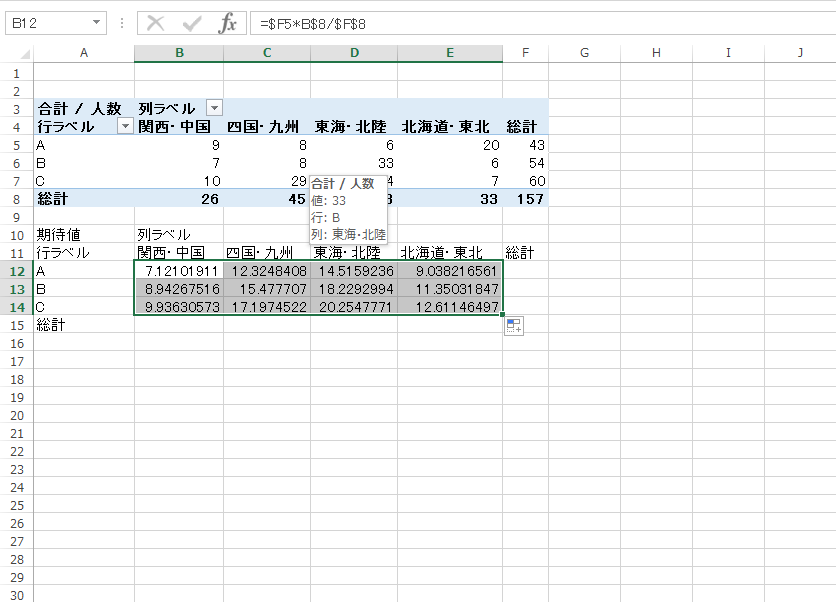 B12 fx =$F5*B$8/$F$8
A B C D E F G H I J
1
2
3 合計 / 人数 列ラベル
4 行ラベル 関西・中国 四国・九州 東海・北陸 北海道・東北 総計
5 A 9 8 6 20 43
6 B 7 8 33 6 54
7 C 10 29 4 7 60
8 総計 26 45 3 33 157
合計 / 人数
値: 33
行: B
列: 東海・北陸
9
10 期待値 列ラベル
11 行ラベル 関西・中国 四国・九州 東海・北陸 北海道・東北 総計
12 A 7.12101911 12.3248408 14.5159236 9.038216561
13 B 8.94267516 15.477707 18.2292994 11.35031847
14 C 9.93630573 17.1974522 20.2547771 12.61146497
15 総計
16
17
18
19
20
21
22
23
24
25
26
27
28
29
30